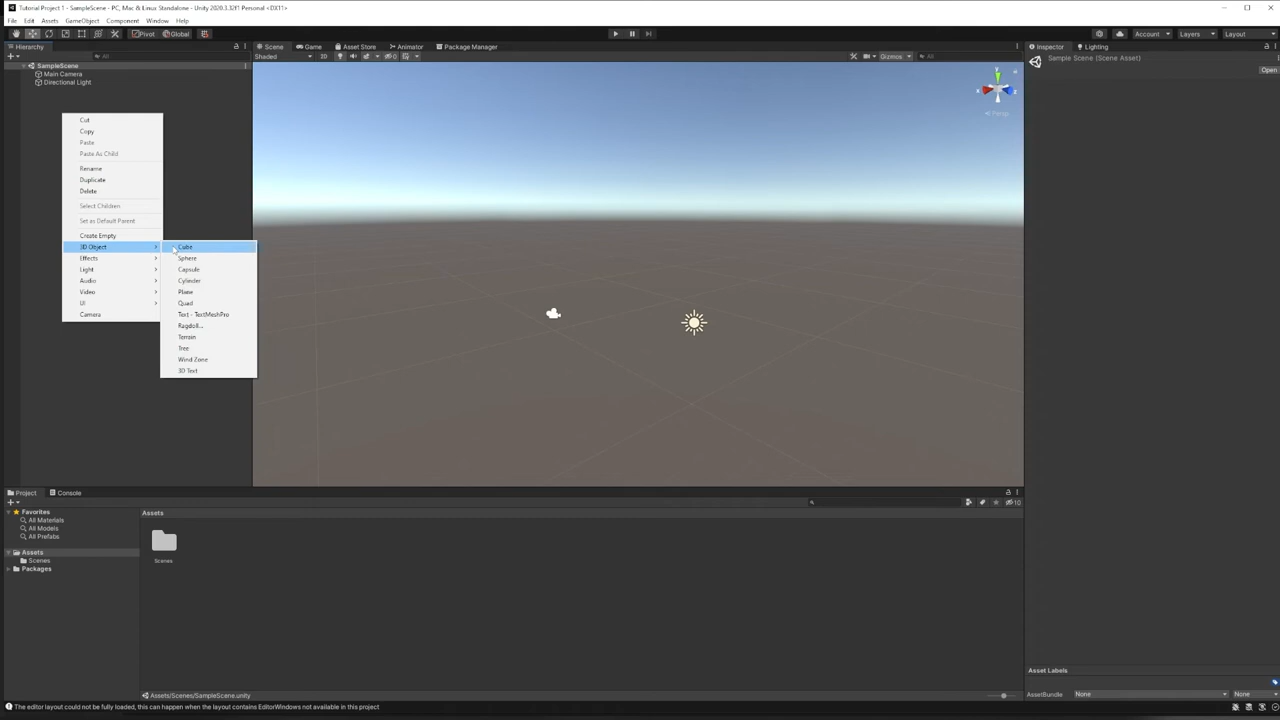 Tutorial Project 1 - SampleScene - PC, Mac & Linux Standalone - Unity 2020.3.32f1 Personal <DX11>
File Edit Assets GameObject Component Window Help
Pivot Global Account Layers Layout
Hierarchy Scene Game Asset Store Animator Package Manager Inspector Lighting
All Shaded 2D 0 Gizmos All
Sample Scene (Scene Asset)
Open
SampleScene
Main Camera
Directional Light
y
x z
Persp
Cut
Copy
Paste
Paste As Child
Rename
Duplicate
Delete
Select Children
Set as Default Parent
Create Empty
3D Object
Effects
Light
Audio
Video
UI
Camera
Cube
Sphere
Capsule
Cylinder
Plane
Quad
Text - TextMeshPro
Ragdoll...
Terrain
Tree
Wind Zone
3D Text
Project Console
10
Favorites
All Materials
All Models
All Prefabs
Assets
Scenes
Packages
Assets
Scenes
Assets/Scenes/SampleScene.unity
Asset Labels
AssetBundle None None
The editor layout could not be fully loaded, this can happen when the layout contains EditorWindows not available in this project